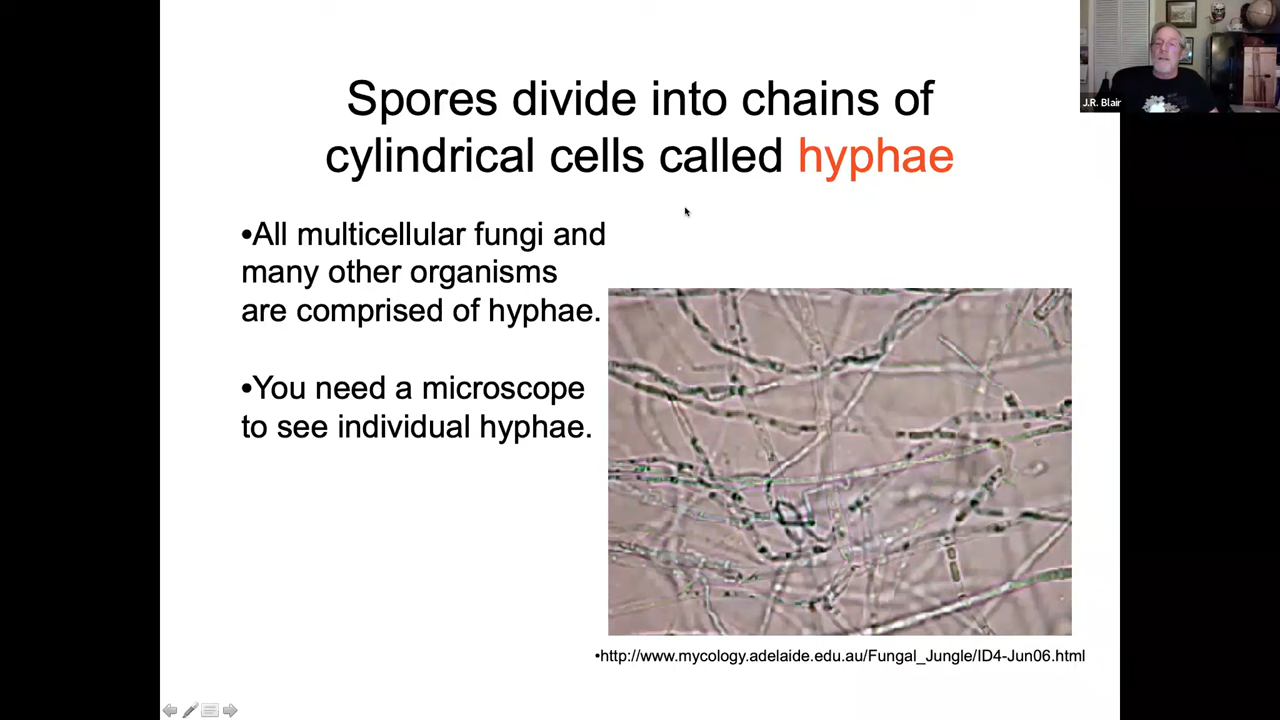 Spores divide into chains of
cylindrical cells called hyphae
•All multicellular fungi and
many other organisms
are comprised of hyphae.
•You need a microscope
to see individual hyphae.
•http://www.mycology.adelaide.edu.au/Fungal_Jungle/ID4-Jun06.html
J.R. Blair